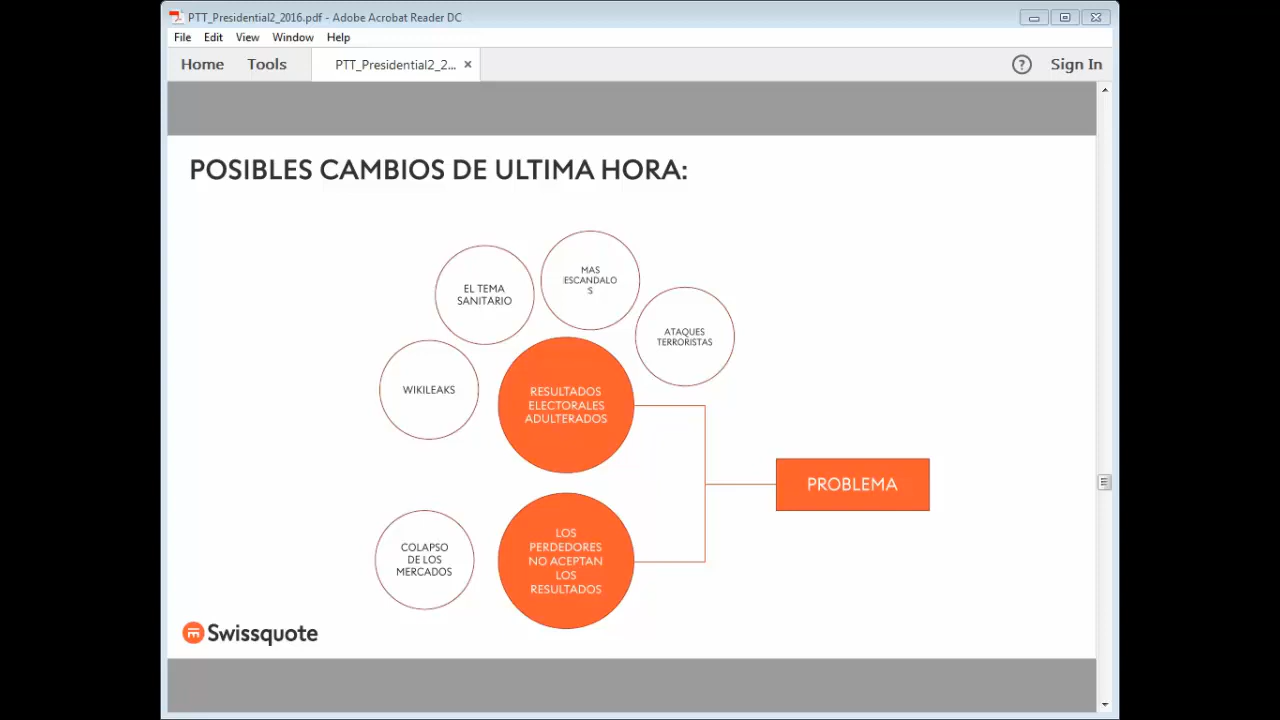 PTT_Presidential2_2016.pdf - Adobe Acrobat Reader DC
File Edit View Window Help
Home Tools PTT_Presidential2_2... × ? Sign In
POSIBLES CAMBIOS DE ULTIMA HORA:
MAS
ESCANDALO
S
EL TEMA
SANITARIO
ATAQUES
TERRORISTAS
WIKILEAKS
RESULTADOS
ELECTORALES
ADULTERADOS
PROBLEMA
COLAPSO
DE LOS
MERCADOS
LOS
PERDEDORES
NO ACEPTAN
LOS
RESULTADOS
Swissquote